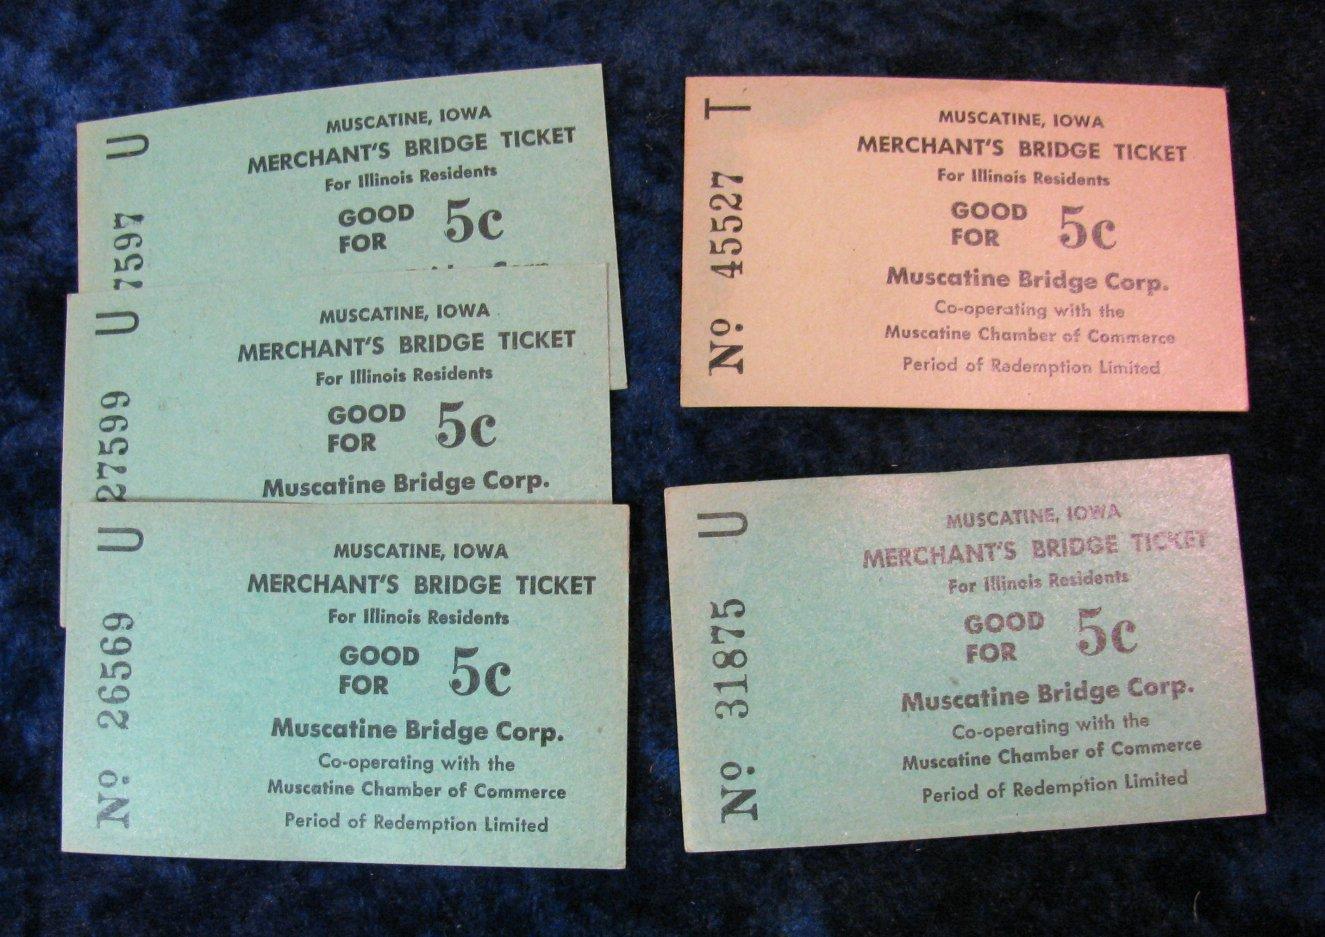 U
7597
MUSCATINE, IOWA
MERCHANT'S BRIDGE TICKET
For Illinois Residents
GOOD FOR 5c
U
27599
MUSCATINE, IOWA
MERCHANT'S BRIDGE TICKET
For Illinois Residents
GOOD FOR 5c
Muscatine Bridge Corp.
U
Nº 26569
MUSCATINE, IOWA
MERCHANT'S BRIDGE TICKET
For Illinois Residents
GOOD FOR 5c
Muscatine Bridge Corp.
Co-operating with the
Muscatine Chamber of Commerce
Period of Redemption Limited
T
Nº 45527
MUSCATINE, IOWA
MERCHANT'S BRIDGE TICKET
For Illinois Residents
GOOD FOR 5c
Muscatine Bridge Corp.
Co-operating with the
Muscatine Chamber of Commerce
Period of Redemption Limited
U
Nº 31875
MUSCATINE, IOWA
MERCHANT'S BRIDGE TICKET
For Illinois Residents
GOOD FOR 5c
Muscatine Bridge Corp.
Co-operating with the
Muscatine Chamber of Commerce
Period of Redemption Limited